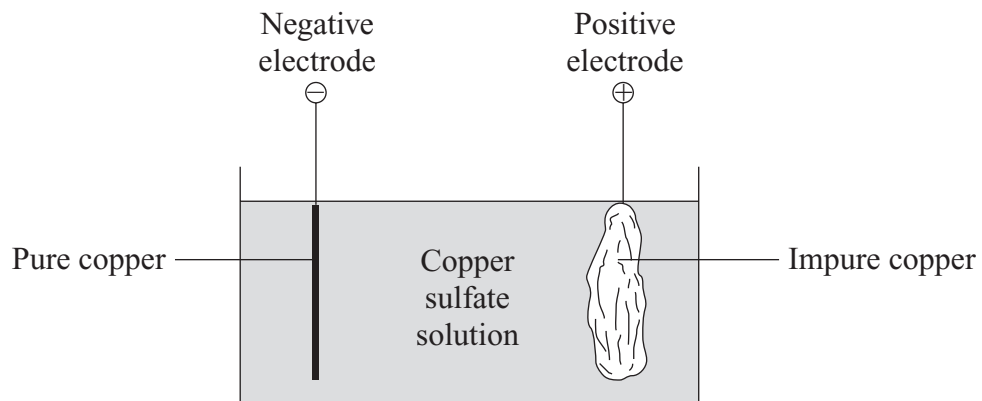 Negative
electrode
Positive
electrode
−
+
Pure copper
Copper
sulfate
solution
Impure copper